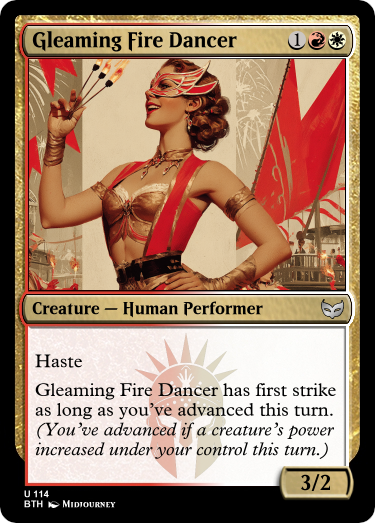 Gleaming Fire Dancer 1
Creature — Human Performer
Haste
Gleaming Fire Dancer has first strike
as long as you've advanced this turn.
(You've advanced if a creature's power
increased under your control this turn.)
3/2
U 114
BTH Midjourney